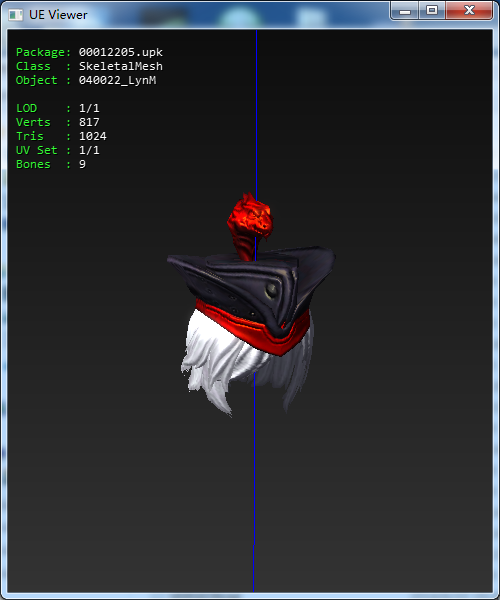 UE Viewer
Package: 00012205.upk
Class : SkeletalMesh
Object : 040022_LynM
LOD : 1/1
Verts : 817
Tris : 1024
UV Set : 1/1
Bones : 9